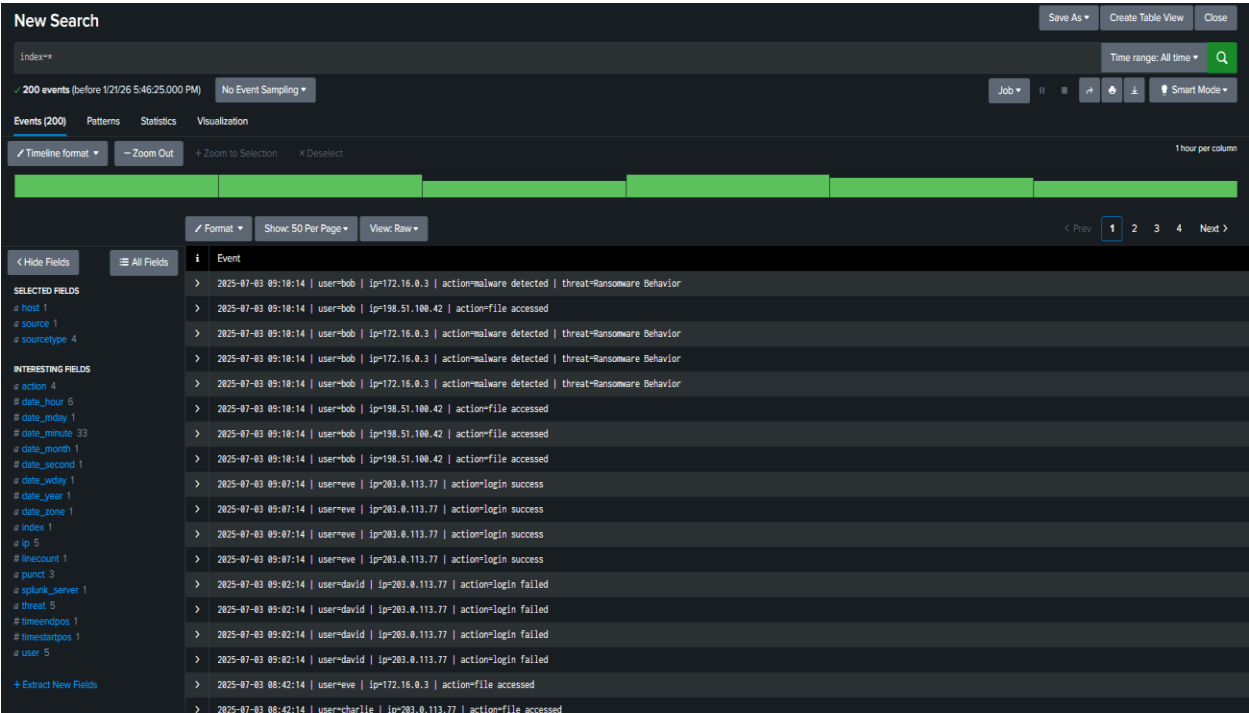 New Search
Save As ▾ Create Table View Close
index=*
Time range: All time ▾
✓ 200 events (before 1/21/26 5:46:25.000 PM) No Event Sampling ▾
Job ▾ Smart Mode ▾
Events (200) Patterns Statistics Visualization
Timeline format ▾ — Zoom Out + Zoom to Selection × Deselect
1 hour per column
Format ▾ Show: 50 Per Page ▾ View: Raw ▾
< Prev 1 2 3 4 Next >
< Hide Fields All Fields
SELECTED FIELDS
a host 1
a source 1
a sourcetype 4
INTERESTING FIELDS
a action 4
# date_hour 6
# date_mday 1
# date_minute 33
a date_month 1
# date_second 1
a date_wday 1
# date_year 1
a date_zone 1
a index 1
a ip 5
# linecount 1
a punct 3
a splunk_server 1
a threat 5
# timeendpos 1
# timestartpos 1
a user 5
+ Extract New Fields
i Event
> 2025-07-03 09:10:14 | user=bob | ip=172.16.0.3 | action=malware detected | threat=Ransomware Behavior
> 2025-07-03 09:10:14 | user=bob | ip=198.51.100.42 | action=file accessed
> 2025-07-03 09:10:14 | user=bob | ip=172.16.0.3 | action=malware detected | threat=Ransomware Behavior
> 2025-07-03 09:10:14 | user=bob | ip=172.16.0.3 | action=malware detected | threat=Ransomware Behavior
> 2025-07-03 09:10:14 | user=bob | ip=172.16.0.3 | action=malware detected | threat=Ransomware Behavior
> 2025-07-03 09:10:14 | user=bob | ip=198.51.100.42 | action=file accessed
> 2025-07-03 09:10:14 | user=bob | ip=198.51.100.42 | action=file accessed
> 2025-07-03 09:10:14 | user=bob | ip=198.51.100.42 | action=file accessed
> 2025-07-03 09:07:14 | user=eve | ip=203.0.113.77 | action=login success
> 2025-07-03 09:07:14 | user=eve | ip=203.0.113.77 | action=login success
> 2025-07-03 09:07:14 | user=eve | ip=203.0.113.77 | action=login success
> 2025-07-03 09:07:14 | user=eve | ip=203.0.113.77 | action=login success
> 2025-07-03 09:02:14 | user=david | ip=203.0.113.77 | action=login failed
> 2025-07-03 09:02:14 | user=david | ip=203.0.113.77 | action=login failed
> 2025-07-03 09:02:14 | user=david | ip=203.0.113.77 | action=login failed
> 2025-07-03 09:02:14 | user=david | ip=203.0.113.77 | action=login failed
> 2025-07-03 08:42:14 | user=eve | ip=172.16.0.3 | action=file accessed
> 2025-07-03 08:42:14 | user=charlie | ip=203.0.113.77 | action=file accessed